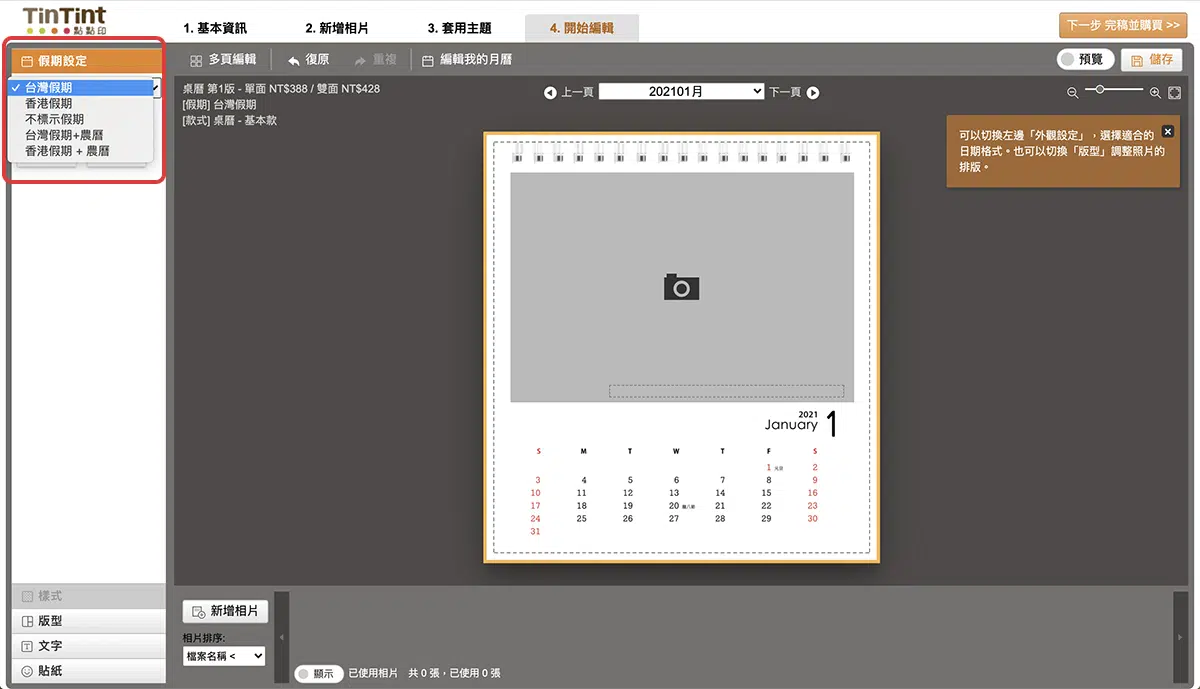 TinTint
點點印
1. 基本資訊
2. 新增相片
3. 套用主題
4. 開始編輯
下一步 完稿並購買 >>
假期設定
台灣假期
香港假期
不標示假期
台灣假期+農曆
香港假期 + 農曆
多頁編輯
復原
重複
編輯我的月曆
預覽
儲存
桌曆 第1版 - 單面 NT$388 / 雙面 NT$428
[假期] 台灣假期
[款式] 桌曆 - 基本款
上一頁
202101月
下一頁
可以切換左邊「外觀設定」，選擇適合的
日期格式。也可以切換「版型」調整照片的
排版。
2021
January 1
S M T W T F S
1 元旦 2
3 4 5 6 7 8 9
10 11 12 13 14 15 16
17 18 19 20 臘八節 21 22 23
24 25 26 27 28 29 30
31
樣式
版型
文字
貼紙
新增相片
相片排序:
檔案名稱 <
顯示
已使用相片 共 0 張，已使用 0 張